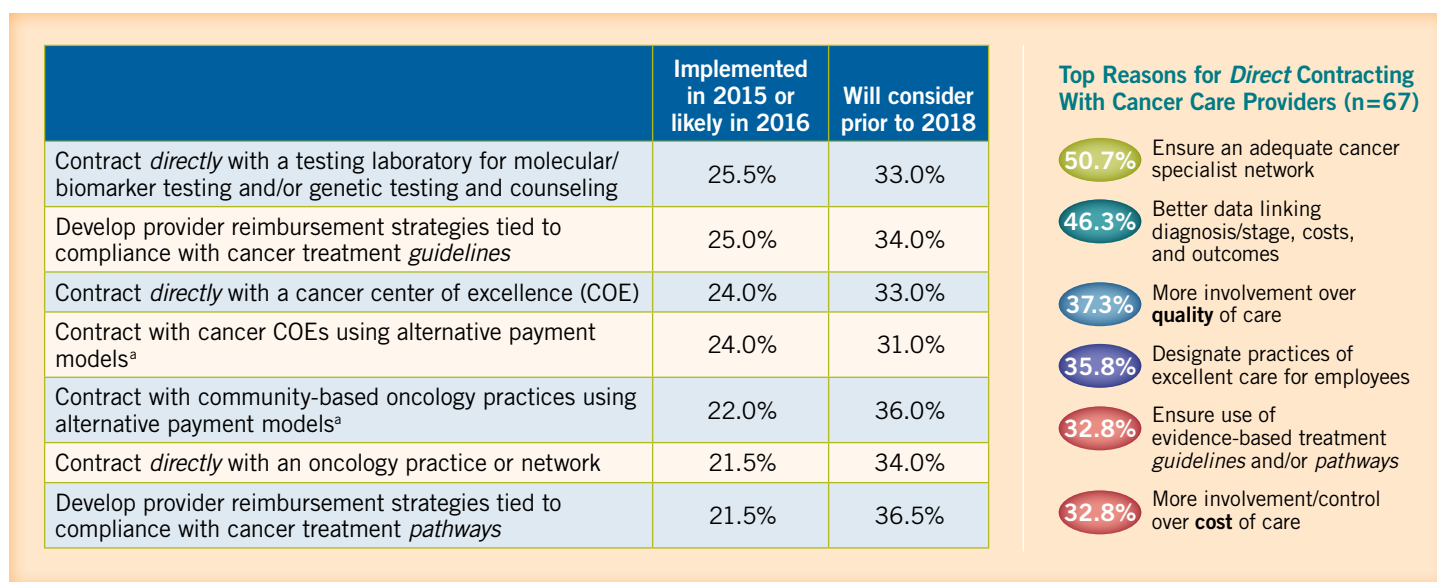 Implemented
in 2015 or
likely in 2016
Will consider
prior to 2018
Contract directly with a testing laboratory for molecular/
biomarker testing and/or genetic testing and counseling
25.5%
33.0%
Develop provider reimbursement strategies tied to
compliance with cancer treatment guidelines
25.0%
34.0%
Contract directly with a cancer center of excellence (COE)
24.0%
33.0%
Contract with cancer COEs using alternative payment
modelsᵃ
24.0%
31.0%
Contract with community-based oncology practices using
alternative payment modelsᵃ
22.0%
36.0%
Contract directly with an oncology practice or network
21.5%
34.0%
Develop provider reimbursement strategies tied to
compliance with cancer treatment pathways
21.5%
36.5%
Top Reasons for Direct Contracting
With Cancer Care Providers (n=67)
50.7%
Ensure an adequate cancer
specialist network
46.3%
Better data linking
diagnosis/stage, costs,
and outcomes
37.3%
More involvement over
quality of care
35.8%
Designate practices of
excellent care for employees
32.8%
Ensure use of
evidence-based treatment
guidelines and/or pathways
32.8%
More involvement/control
over cost of care